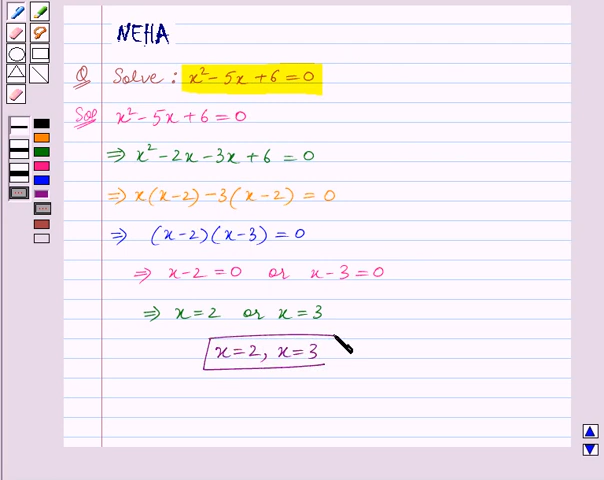 NEHA
Q Solve : x² - 5x + 6 = 0
Sol x² - 5x + 6 = 0
⇒ x² - 2x - 3x + 6 = 0
⇒ x(x-2) - 3(x-2) = 0
⇒ (x-2)(x-3) = 0
⇒ x-2 = 0 or x-3 = 0
⇒ x = 2 or x = 3
x = 2, x = 3